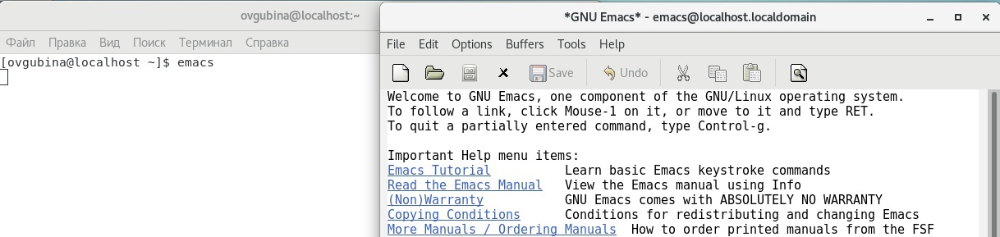 ovgubina@localhost:~
Файл Правка Вид Поиск Терминал Справка
[ovgubina@localhost ~]$ emacs
*GNU Emacs* - emacs@localhost.localdomain
File Edit Options Buffers Tools Help
Save Undo
Welcome to GNU Emacs, one component of the GNU/Linux operating system.
To follow a link, click Mouse-1 on it, or move to it and type RET.
To quit a partially entered command, type Control-g.
Important Help menu items:
Emacs Tutorial Learn basic Emacs keystroke commands
Read the Emacs Manual View the Emacs manual using Info
(Non)Warranty GNU Emacs comes with ABSOLUTELY NO WARRANTY
Copying Conditions Conditions for redistributing and changing Emacs
More Manuals / Ordering Manuals How to order printed manuals from the FSF